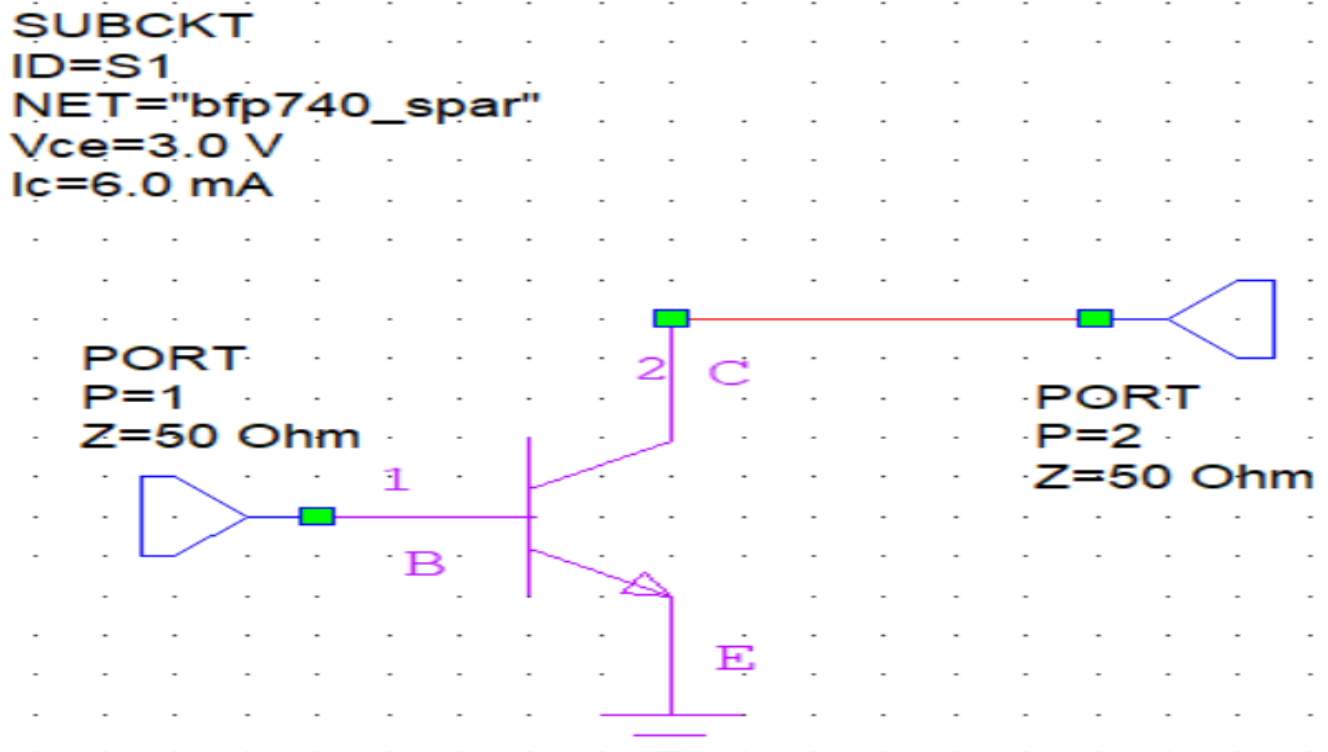 SUBCKT
ID=S1
NET="bfp740_spar"
Vce=3.0 V
Ic=6.0 mA
PORT
P=1
Z=50 Ohm
2 C
PORT
P=2
Z=50 Ohm
1
B
E